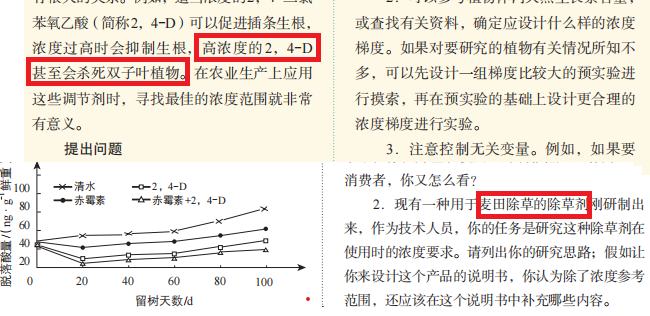 苯氧乙酸（简称2，4-D）可以促进插条生根，
浓度过高时会抑制生根，高浓度的2，4-D
甚至会杀死双子叶植物。在农业生产上应用
这些调节剂时，寻找最佳的浓度范围就非常
有意义。
提出问题
或查找有关资料，确定应设计什么样的浓度
梯度。如果对要研究的植物有关情况所知不
多，可以先设计一组梯度比较大的预实验进
行摸索，再在预实验的基础上设计更合理的
浓度梯度进行实验。
3．注意控制无关变量。例如，如果要
脱落酸量/（ng·g⁻¹鲜重）
100
80
60
40
20
清水
赤霉素
2，4-D
赤霉素+2，4-D
0
20
40
60
80
100
留树天数/d
消费者，你又怎么看？
2．现有一种用于麦田除草的除草剂刚研制出
来，作为技术人员，你的任务是研究这种除草剂在
使用时的浓度要求。请列出你的研究思路；假如让
你来设计这个产品的说明书，你认为除了浓度参考
范围，还应该在这个说明书中补充哪些内容。